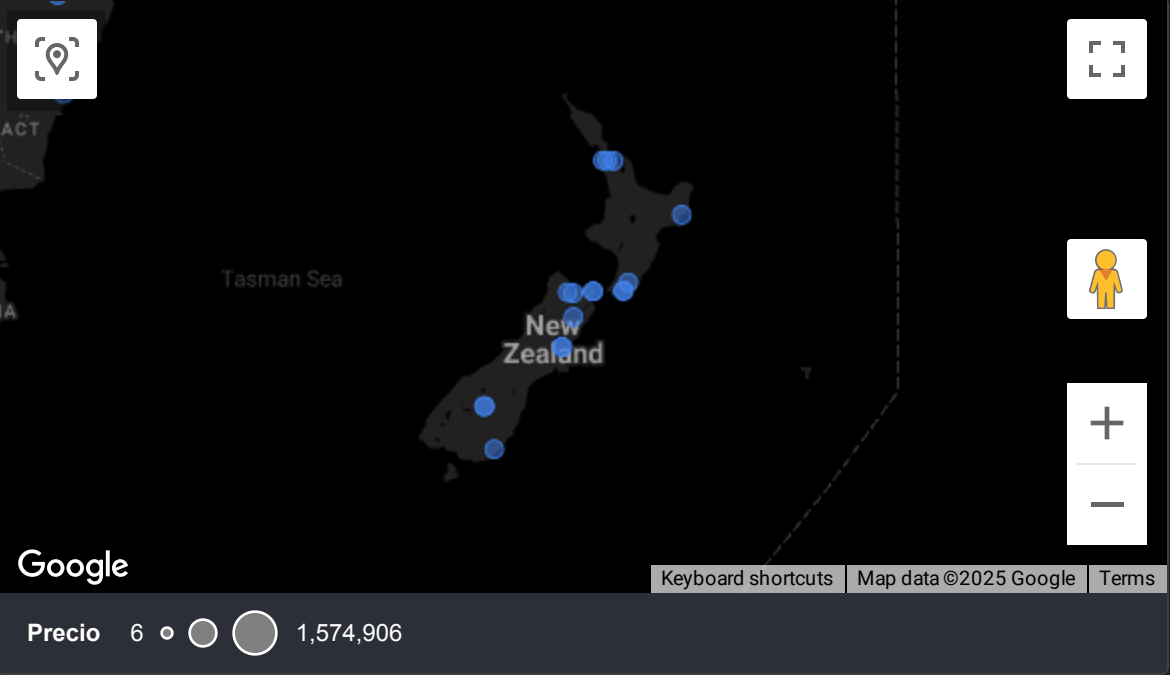 ACT
Tasman Sea
New
Zealand
Google
Keyboard shortcuts
Map data ©2025 Google
Terms
Precio 6 1,574,906